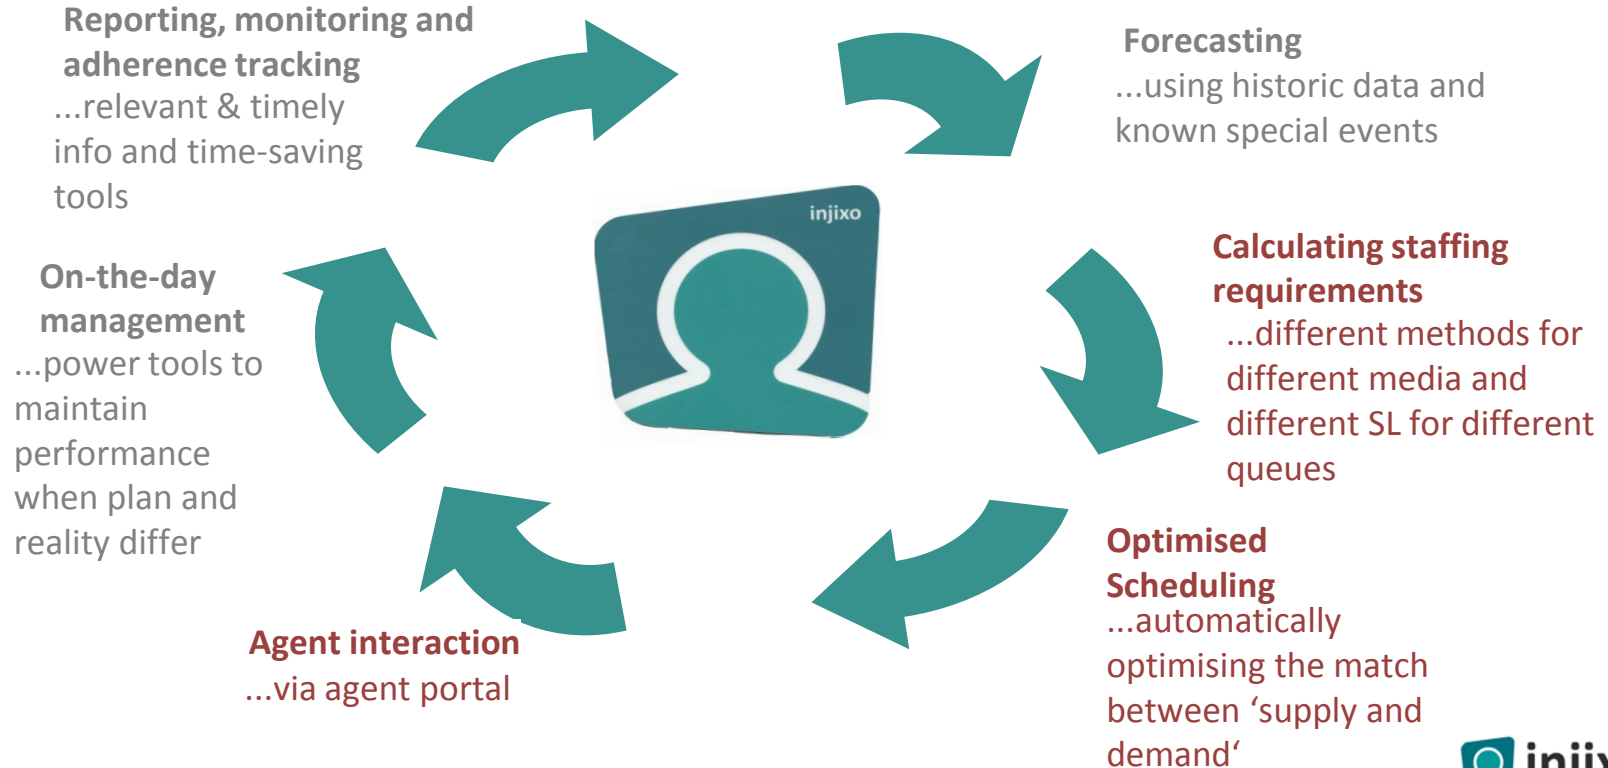 Reporting, monitoring and
adherence tracking
...relevant & timely
info and time-saving
tools
Forecasting
...using historic data and
known special events
injixo
Calculating staffing
requirements
...different methods for
different media and
different SL for different
queues
On-the-day
management
...power tools to
maintain
performance
when plan and
reality differ
Optimised
Scheduling
...automatically
optimising the match
between ‘supply and
demand‘
Agent interaction
...via agent portal